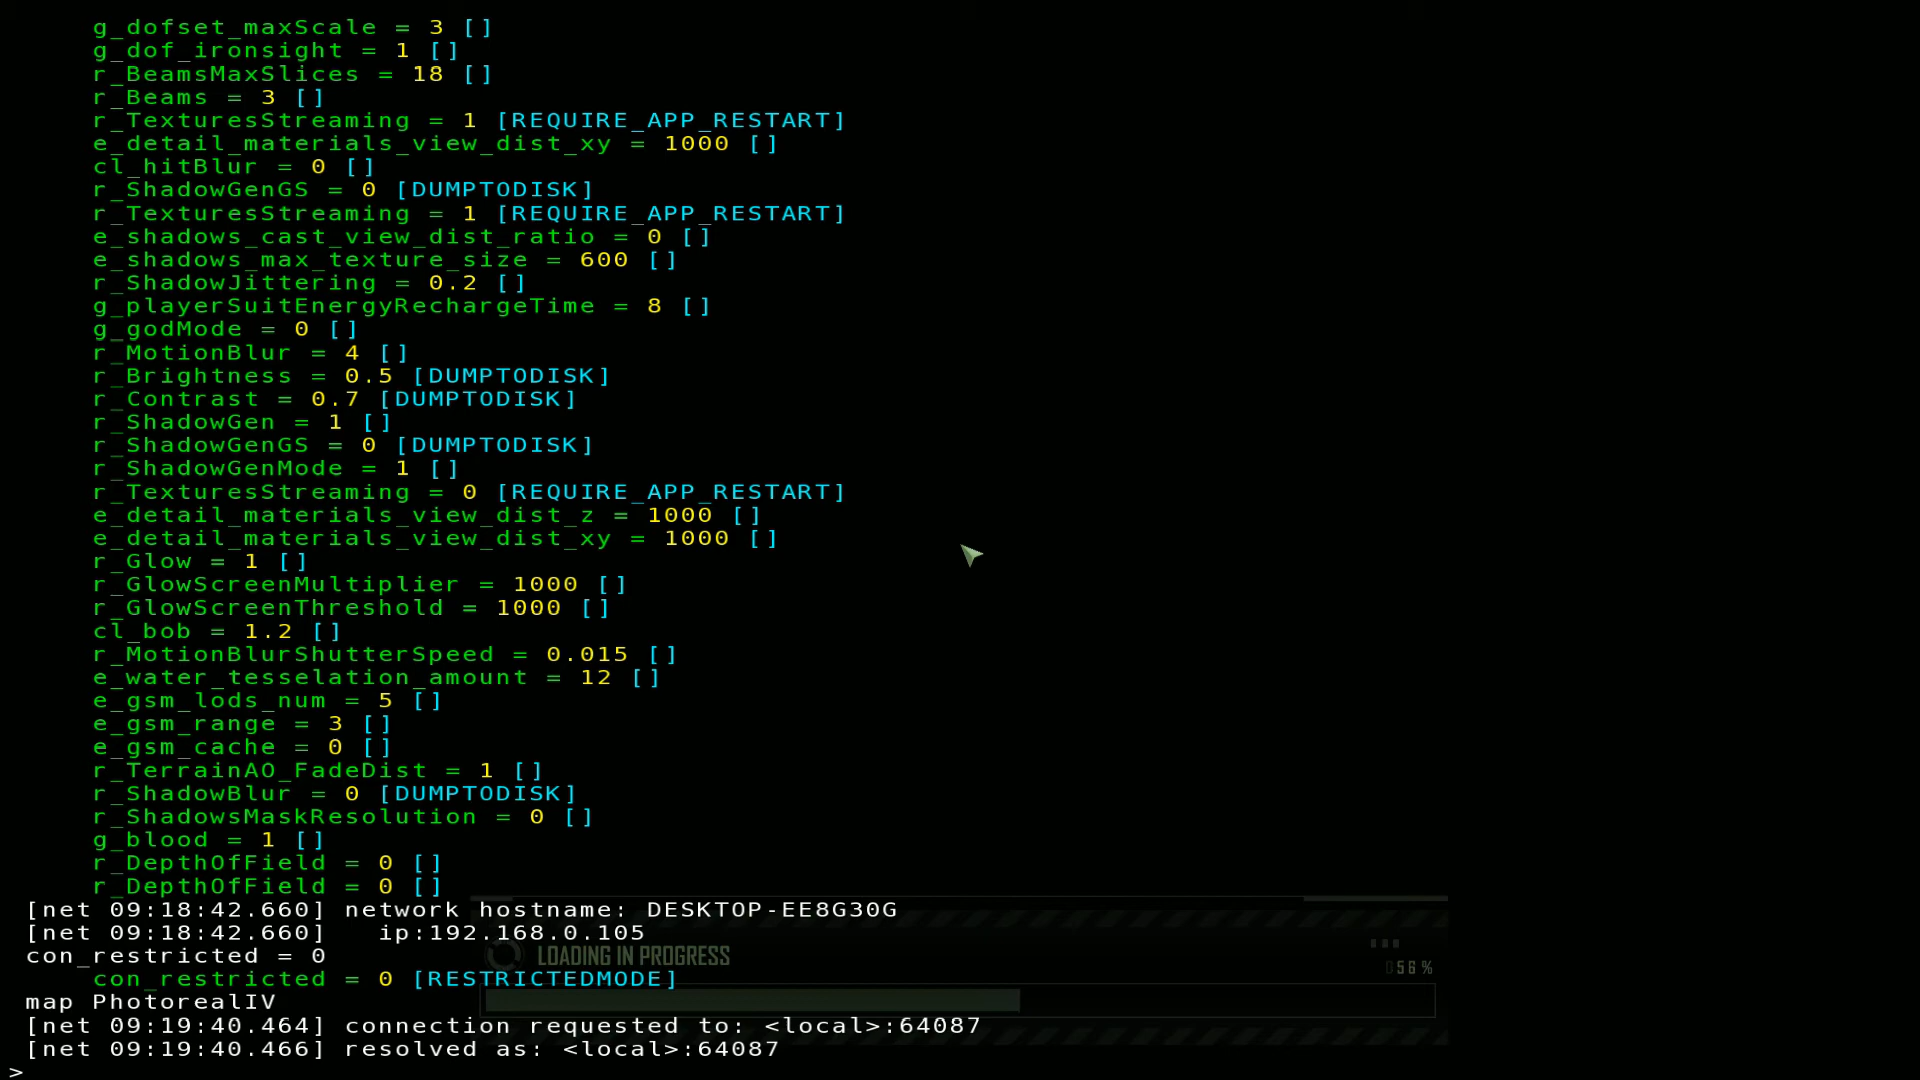 g_dofset_maxScale = 3 []
g_dof_ironsight = 1 []
r_BeamsMaxSlices = 18 []
r_Beams = 3 []
r_TexturesStreaming = 1 [REQUIRE_APP_RESTART]
e_detail_materials_view_dist_xy = 1000 []
cl_hitBlur = 0 []
r_ShadowGenGS = 0 [DUMPTODISK]
r_TexturesStreaming = 1 [REQUIRE_APP_RESTART]
e_shadows_cast_view_dist_ratio = 0 []
e_shadows_max_texture_size = 600 []
r_ShadowJittering = 0.2 []
g_playerSuitEnergyRechargeTime = 8 []
g_godMode = 0 []
r_MotionBlur = 4 []
r_Brightness = 0.5 [DUMPTODISK]
r_Contrast = 0.7 [DUMPTODISK]
r_ShadowGen = 1 []
r_ShadowGenGS = 0 [DUMPTODISK]
r_ShadowGenMode = 1 []
r_TexturesStreaming = 0 [REQUIRE_APP_RESTART]
e_detail_materials_view_dist_z = 1000 []
e_detail_materials_view_dist_xy = 1000 []
r_Glow = 1 []
r_GlowScreenMultiplier = 1000 []
r_GlowScreenThreshold = 1000 []
cl_bob = 1.2 []
r_MotionBlurShutterSpeed = 0.015 []
e_water_tesselation_amount = 12 []
e_gsm_lods_num = 5 []
e_gsm_range = 3 []
e_gsm_cache = 0 []
r_TerrainAO_FadeDist = 1 []
r_ShadowBlur = 0 [DUMPTODISK]
r_ShadowsMaskResolution = 0 []
g_blood = 1 []
r_DepthOfField = 0 []
r_DepthOfField = 0 []
[net 09:18:42.660] network hostname: DESKTOP-EE8G30G
[net 09:18:42.660]   ip:192.168.0.105
con_restricted = 0
LOADING IN PROGRESS
056%
con_restricted = 0 [RESTRICTEDMODE]
map PhotorealIV
[net 09:19:40.464] connection requested to: <local>:64087
[net 09:19:40.466] resolved as: <local>:64087
>